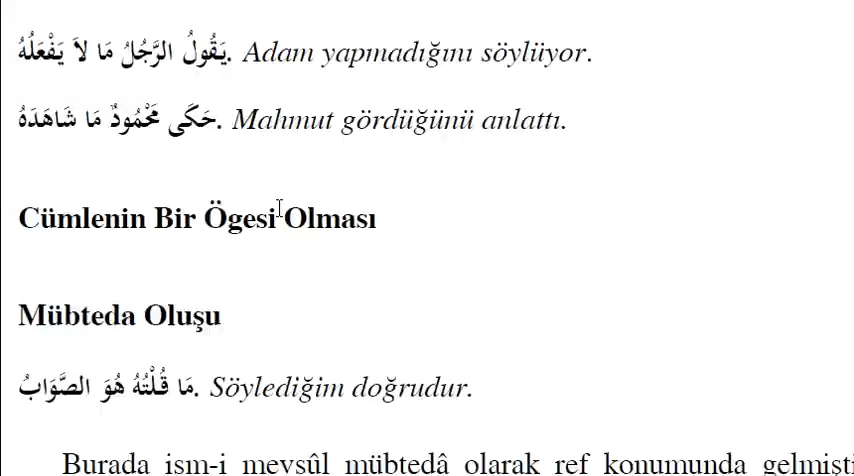 يَقُولُ الرَّجُلُ مَا لاَ يَفْعَلُهُ. Adam yapmadığını söylüyor.
حَكَى مَحْمُودٌ مَا شَاهَدَهُ. Mahmut gördüğünü anlattı.
Cümlenin Bir Ögesi Olması
Mübteda Oluşu
مَا قُلْتُهُ هُوَ الصَّوَابُ. Söylediğim doğrudur.
Burada ism-i mevsûl mübtedâ olarak ref konumunda gelmişti